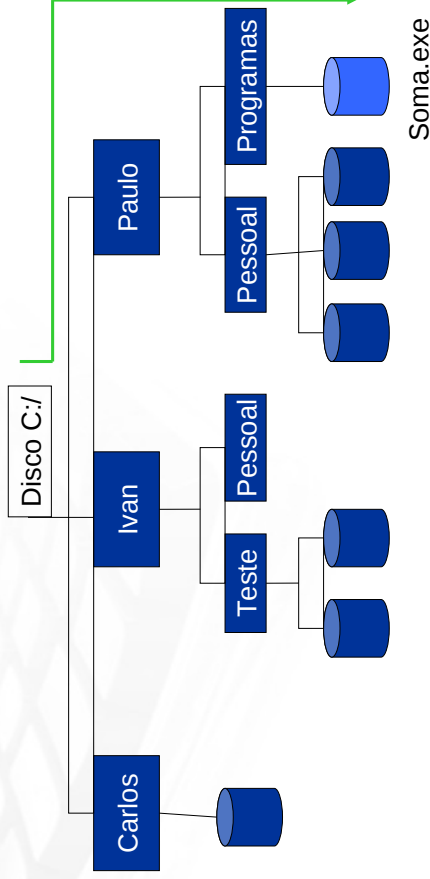 Disco C:/
Carlos
Ivan
Paulo
Teste
Pessoal
Pessoal
Programas
Soma.exe